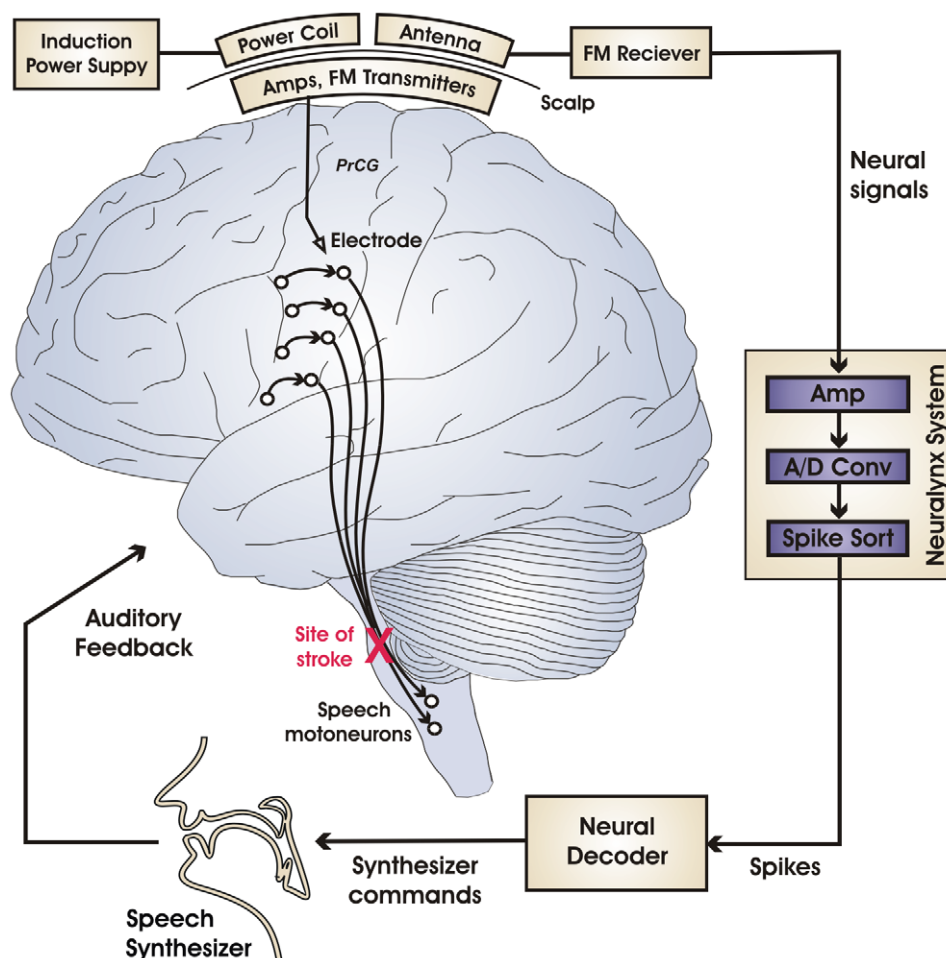 Induction
Power Suppy
Power Coil
Antenna
FM Reciever
Amps, FM Transmitters
Scalp
PrCG
Neural
signals
Electrode
Amp
A/D Conv
Spike Sort
Neuralynx System
Auditory
Feedback
Site of
stroke
X
Speech
motoneurons
Neural
Decoder
Synthesizer
commands
Spikes
Speech
Synthesizer